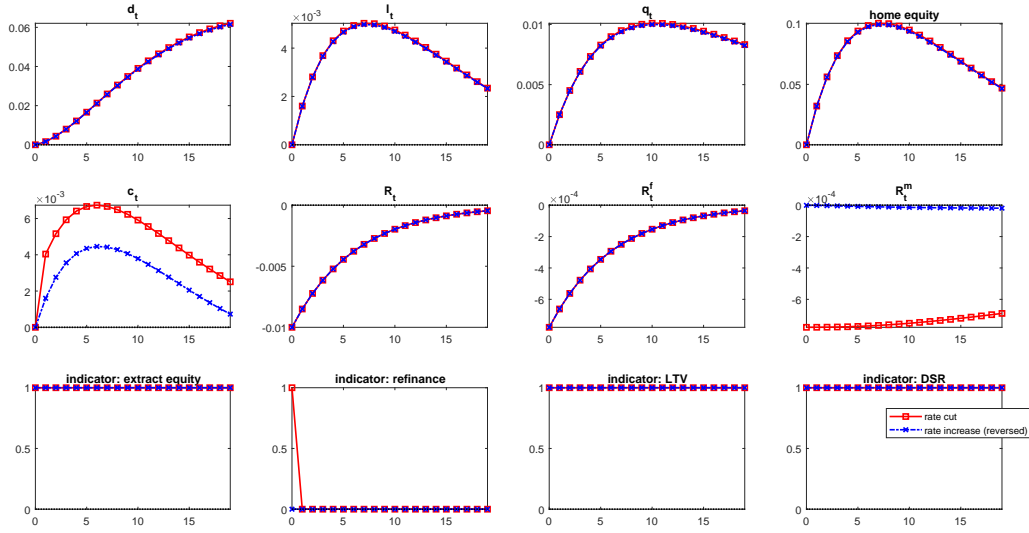 d_t
l_t
q_t
home equity
0.06
0.04
0.02
0
0 5 10 15
×10^-3
4
2
0
0 5 10 15
0.010
0.005
0.000
0 5 10 15
0.1
0.05
0
0 5 10 15
c_t
R_t
R_t^f
R_t^m
×10^-3
6
4
2
0
0 5 10 15
0
-0.005
-0.01
0 5 10 15
×10^-4
0
-2
-4
-6
0 5 10 15
×10^-4
0
-2
-4
-6
0 5 10 15
indicator: extract equity
indicator: refinance
indicator: LTV
indicator: DSR
1
0.5
0
0 5 10 15
1
0.5
0
0 5 10 15
1
0.5
0
0 5 10 15
1
0.5
0
0 5 10 15
rate cut
rate increase (reversed)